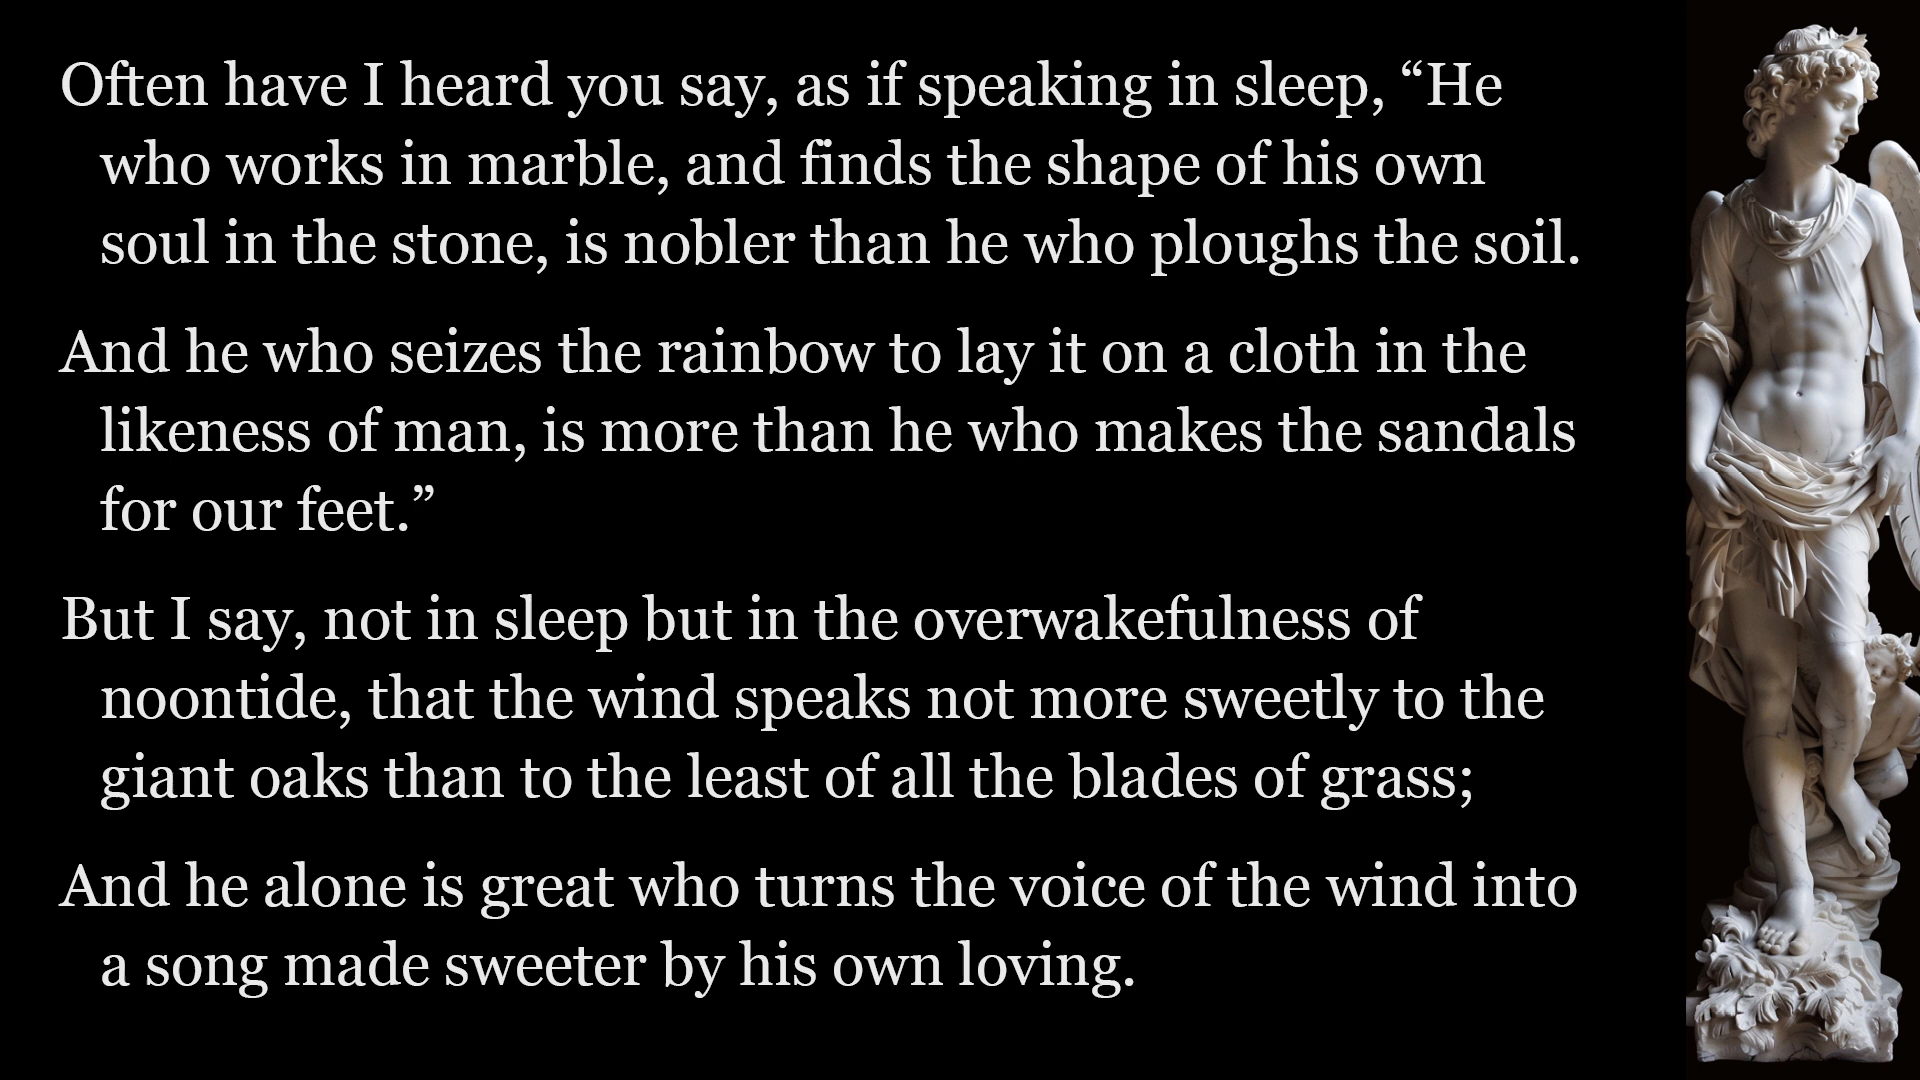 Often have I heard you say, as if speaking in sleep, “He
who works in marble, and finds the shape of his own
soul in the stone, is nobler than he who ploughs the soil.
And he who seizes the rainbow to lay it on a cloth in the
likeness of man, is more than he who makes the sandals
for our feet.”
But I say, not in sleep but in the overwakefulness of
noontide, that the wind speaks not more sweetly to the
giant oaks than to the least of all the blades of grass;
And he alone is great who turns the voice of the wind into
a song made sweeter by his own loving.